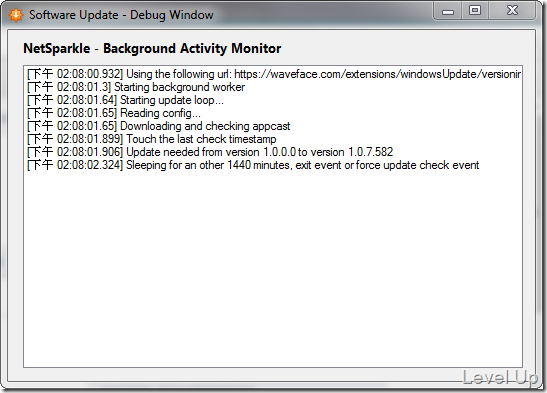 Software Update - Debug Window
NetSparkle - Background Activity Monitor
[下午 02:08:00.932] Using the following url: https://waveface.com/extensions/windowsUpdate/versionir
[下午 02:08:01.3] Starting background worker
[下午 02:08:01.64] Starting update loop...
[下午 02:08:01.65] Reading config...
[下午 02:08:01.65] Downloading and checking appcast
[下午 02:08:01.899] Touch the last check timestamp
[下午 02:08:01.906] Update needed from version 1.0.0.0 to version 1.0.7.582
[下午 02:08:02.324] Sleeping for an other 1440 minutes, exit event or force update check event
Level Up